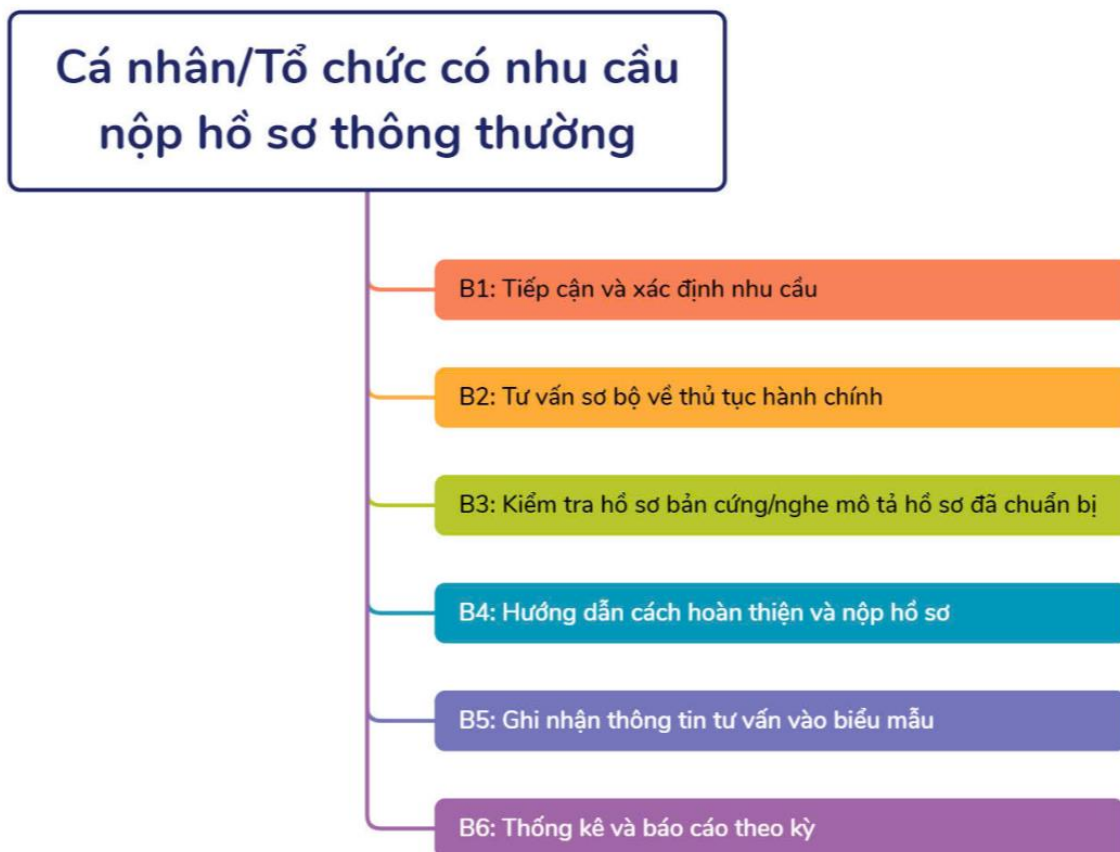 Cá nhân/Tổ chức có nhu cầu
nộp hồ sơ thông thường
B1: Tiếp cận và xác định nhu cầu
B2: Tư vấn sơ bộ về thủ tục hành chính
B3: Kiểm tra hồ sơ bản cứng/nghe mô tả hồ sơ đã chuẩn bị
B4: Hướng dẫn cách hoàn thiện và nộp hồ sơ
B5: Ghi nhận thông tin tư vấn vào biểu mẫu
B6: Thống kê và báo cáo theo kỳ